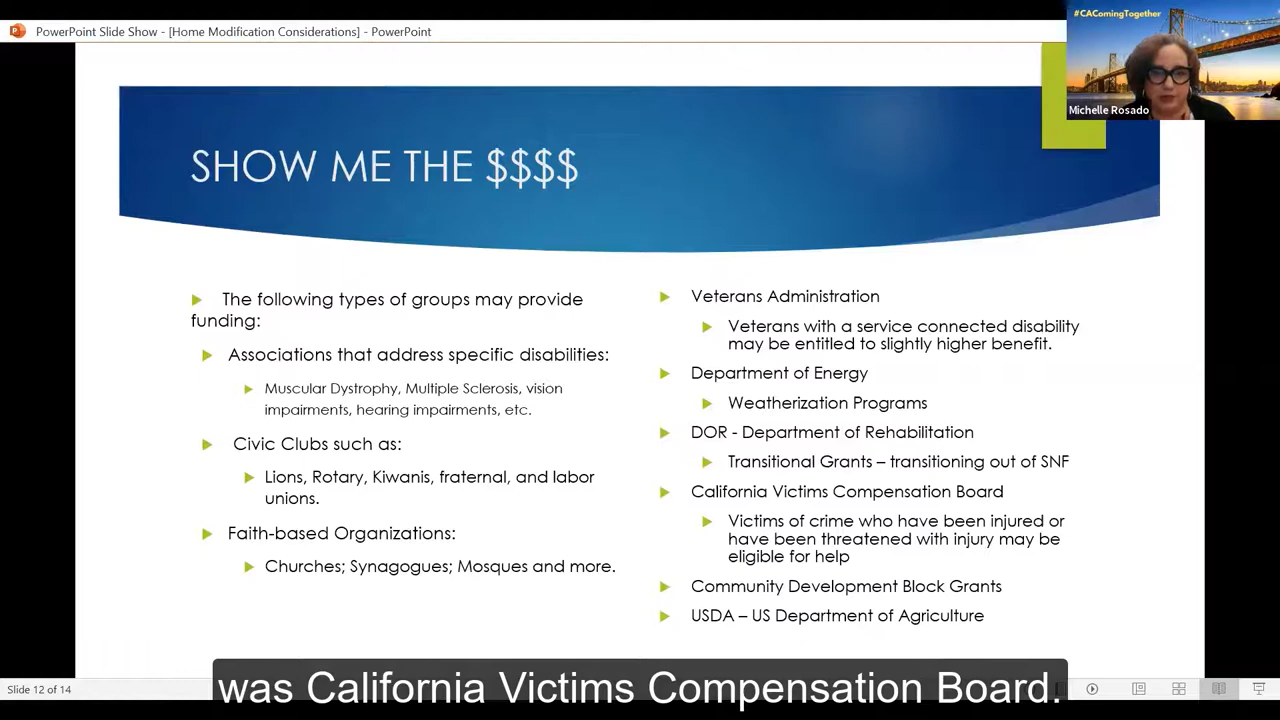 PowerPoint Slide Show - [Home Modification Considerations] - PowerPoint
#CAComingTogether
Michelle Rosado
SHOW ME THE $$$$
The following types of groups may provide
funding:
Associations that address specific disabilities:
Muscular Dystrophy, Multiple Sclerosis, vision
impairments, hearing impairments, etc.
Civic Clubs such as:
Lions, Rotary, Kiwanis, fraternal, and labor
unions.
Faith-based Organizations:
Churches; Synagogues; Mosques and more.
Veterans Administration
Veterans with a service connected disability
may be entitled to slightly higher benefit.
Department of Energy
Weatherization Programs
DOR - Department of Rehabilitation
Transitional Grants – transitioning out of SNF
California Victims Compensation Board
Victims of crime who have been injured or
have been threatened with injury may be
eligible for help
Community Development Block Grants
USDA – US Department of Agriculture
was California Victims Compensation Board.
Slide 12 of 14